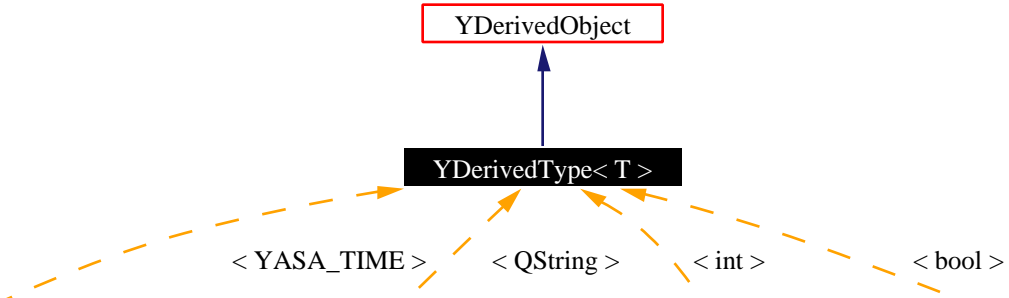 YDerivedObject
YDerivedType< T >
< YASA_TIME > < QString > < int > < bool >